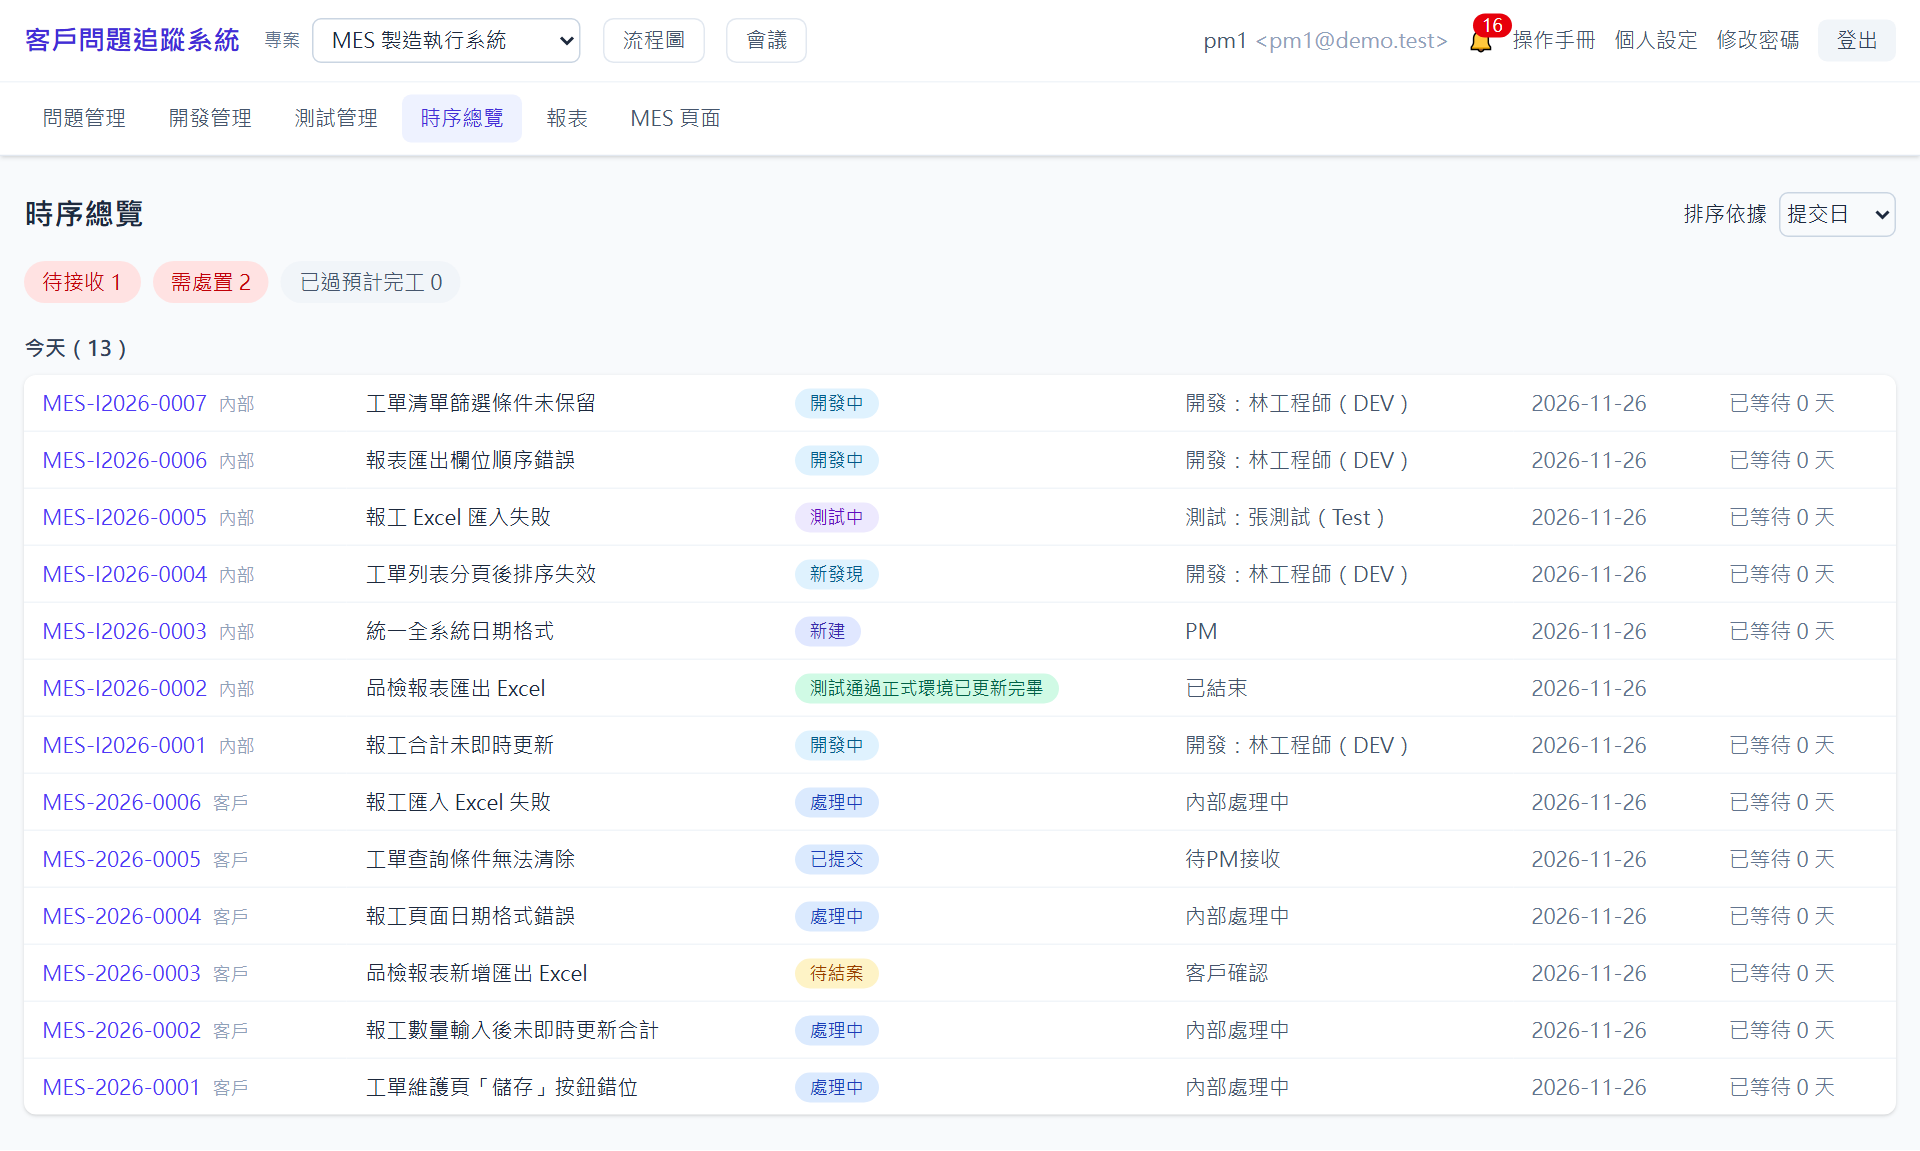 客戶問題追蹤系統 專案 MES 製造執行系統 流程圖 會議 pm1 <pm1@demo.test> 16 操作手冊 個人設定 修改密碼 登出
問題管理 開發管理 測試管理 時序總覽 報表 MES 頁面
時序總覽 排序依據 提交日
待接收 1 需處置 2 已過預計完工 0
今天 ( 13 )
MES-I2026-0007 內部 工單清單篩選條件未保留 開發中 開發：林工程師 ( DEV ) 2026-11-26 已等待 0 天
MES-I2026-0006 內部 報表匯出欄位順序錯誤 開發中 開發：林工程師 ( DEV ) 2026-11-26 已等待 0 天
MES-I2026-0005 內部 報工 Excel 匯入失敗 測試中 測試：張測試 ( Test ) 2026-11-26 已等待 0 天
MES-I2026-0004 內部 工單列表分頁後排序失效 新發現 開發：林工程師 ( DEV ) 2026-11-26 已等待 0 天
MES-I2026-0003 內部 統一全系統日期格式 新建 PM 2026-11-26 已等待 0 天
MES-I2026-0002 內部 品檢報表匯出 Excel 測試通過正式環境已更新完畢 已結束 2026-11-26
MES-I2026-0001 內部 報工合計未即時更新 開發中 開發：林工程師 ( DEV ) 2026-11-26 已等待 0 天
MES-2026-0006 客戶 報工匯入 Excel 失敗 處理中 內部處理中 2026-11-26 已等待 0 天
MES-2026-0005 客戶 工單查詢條件無法清除 已提交 待PM接收 2026-11-26 已等待 0 天
MES-2026-0004 客戶 報工頁面日期格式錯誤 處理中 內部處理中 2026-11-26 已等待 0 天
MES-2026-0003 客戶 品檢報表新增匯出 Excel 待結案 客戶確認 2026-11-26 已等待 0 天
MES-2026-0002 客戶 報工數量輸入後未即時更新合計 處理中 內部處理中 2026-11-26 已等待 0 天
MES-2026-0001 客戶 工單維護頁「儲存」按鈕錯位 處理中 內部處理中 2026-11-26 已等待 0 天